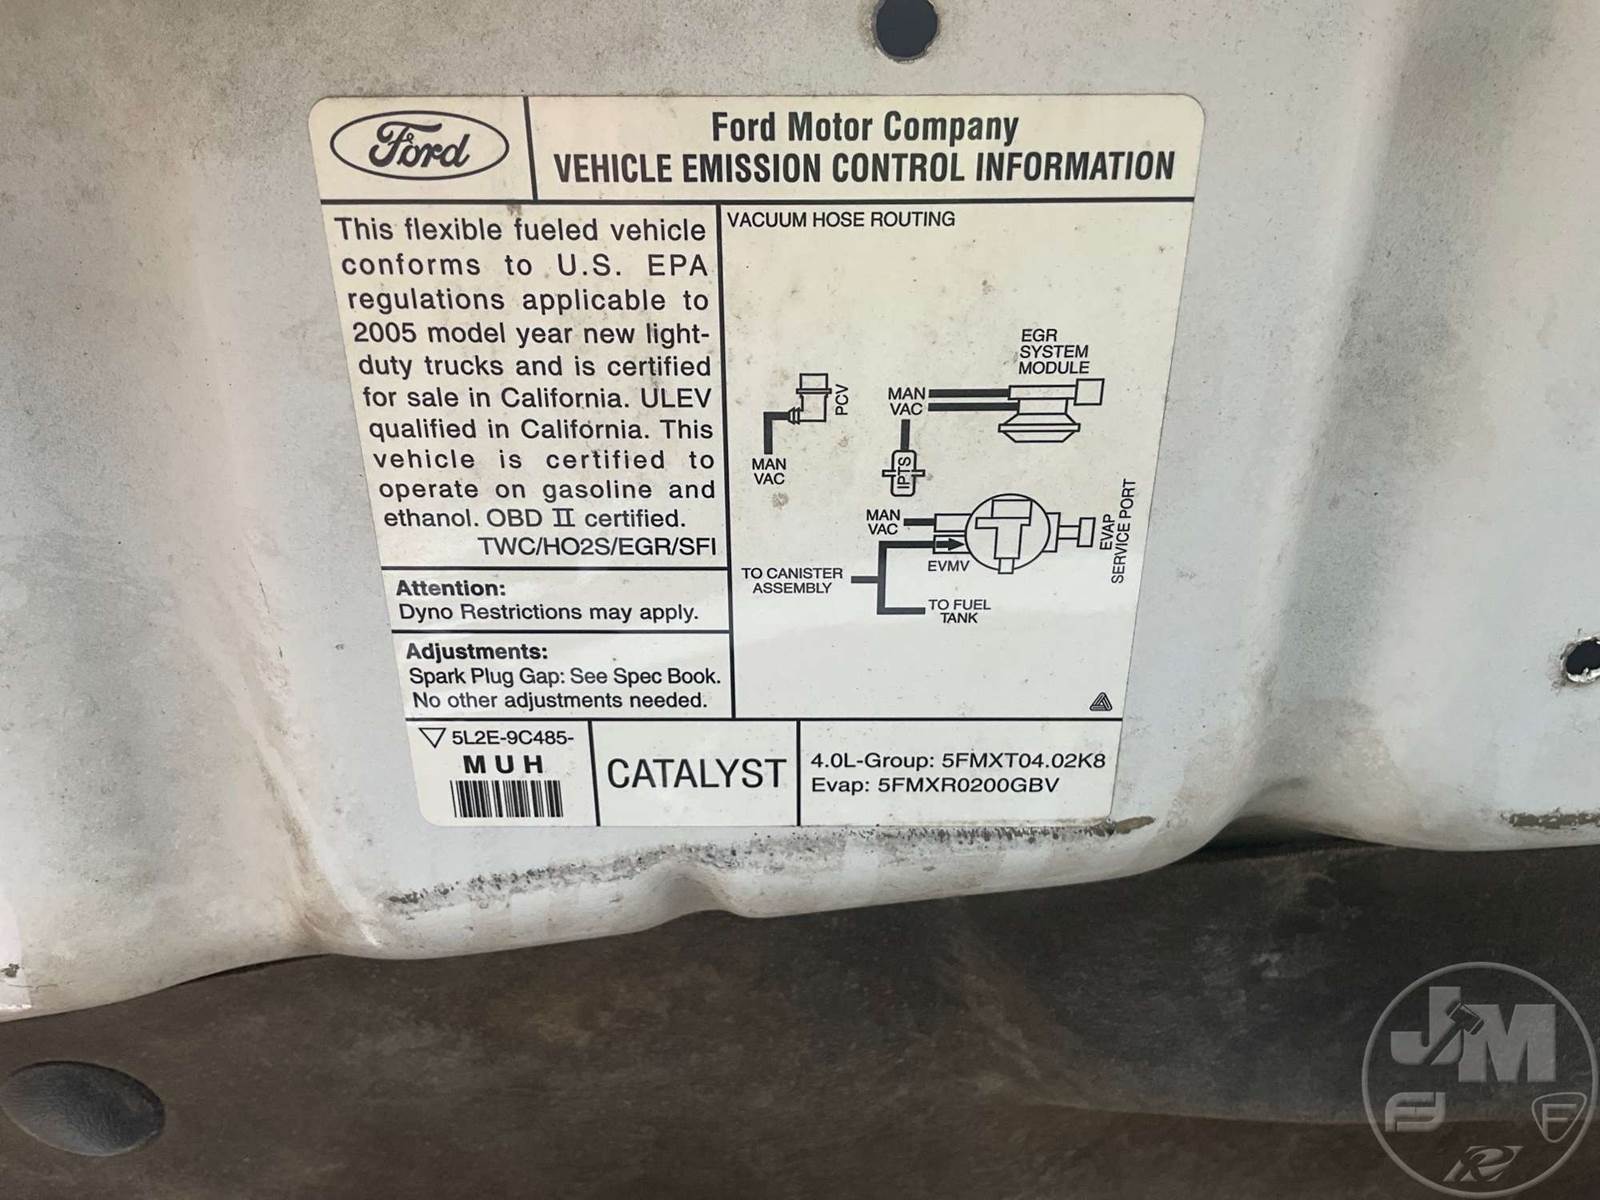 Ford
Ford Motor Company
VEHICLE EMISSION CONTROL INFORMATION
This flexible fueled vehicle
conforms to U.S. EPA
regulations applicable to
2005 model year new light-
duty trucks and is certified
for sale in California. ULEV
qualified in California. This
vehicle is certified to
operate on gasoline and
ethanol. OBD II certified.
TWC/HO2S/EGR/SFI
Attention:
Dyno Restrictions may apply.
Adjustments:
Spark Plug Gap: See Spec Book.
No other adjustments needed.
VACUUM HOSE ROUTING
PCV
MAN
VAC
EGR
SYSTEM
MODULE
MAN
VAC
IPTS
MAN
VAC
EVMV
EVAP
SERVICE PORT
TO CANISTER
ASSEMBLY
TO FUEL
TANK
5L2E-9C485-
MUH
CATALYST
4.0L-Group: 5FMXT04.02K8
Evap: 5FMXR0200GBV
JM
F
R